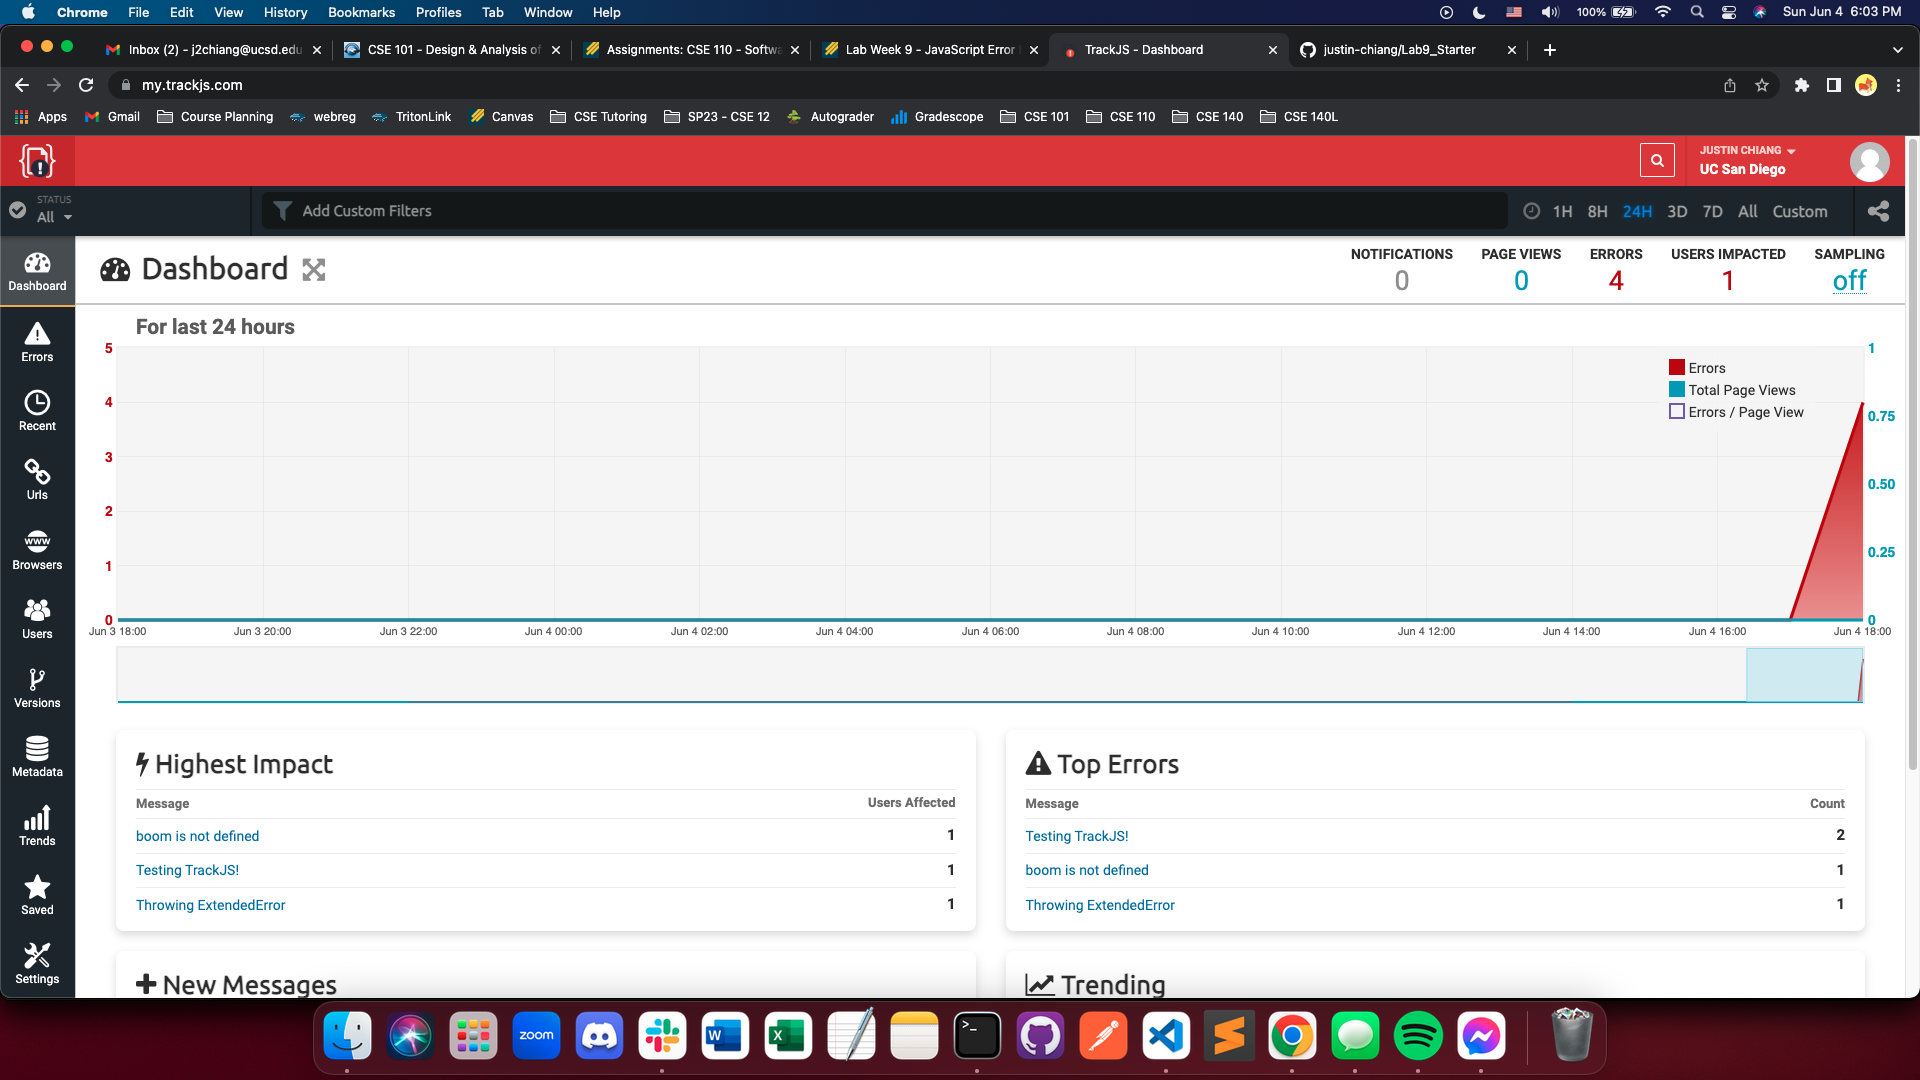 Chrome File Edit View History Bookmarks Profiles Tab Window Help 100% Sun Jun 4 6:03 PM
Inbox (2) - j2chiang@ucsd.edu CSE 101 - Design & Analysis of Assignments: CSE 110 - Softwa Lab Week 9 - JavaScript Error TrackJS - Dashboard justin-chiang/Lab9_Starter
my.trackjs.com
Apps Gmail Course Planning webreg TritonLink Canvas CSE Tutoring SP23 - CSE 12 Autograder Gradescope CSE 101 CSE 110 CSE 140 CSE 140L
JUSTIN CHIANG
UC San Diego
STATUS
All
Add Custom Filters
1H 8H 24H 3D 7D All Custom
Dashboard
Errors
Recent
Urls
WWW
Browsers
Users
Versions
Metadata
Trends
Saved
Settings
Dashboard
NOTIFICATIONS PAGE VIEWS ERRORS USERS IMPACTED SAMPLING
0 0 4 1 off
For last 24 hours
5
4
3
2
1
0
1
0.75
0.50
0.25
0
Errors
Total Page Views
Errors / Page View
Jun 3 18:00 Jun 3 20:00 Jun 3 22:00 Jun 4 00:00 Jun 4 02:00 Jun 4 04:00 Jun 4 06:00 Jun 4 08:00 Jun 4 10:00 Jun 4 12:00 Jun 4 14:00 Jun 4 16:00 Jun 4 18:00
Highest Impact
Message Users Affected
boom is not defined 1
Testing TrackJS! 1
Throwing ExtendedError 1
Top Errors
Message Count
Testing TrackJS! 2
boom is not defined 1
Throwing ExtendedError 1
New Messages
Trending
zoom